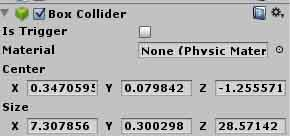 Box Collider
Is Trigger
Material None (Physic Mater
Center
X 0.3470595 Y 0.079842 Z -1.255571
Size
X 7.307856 Y 0.300298 Z 28.57142